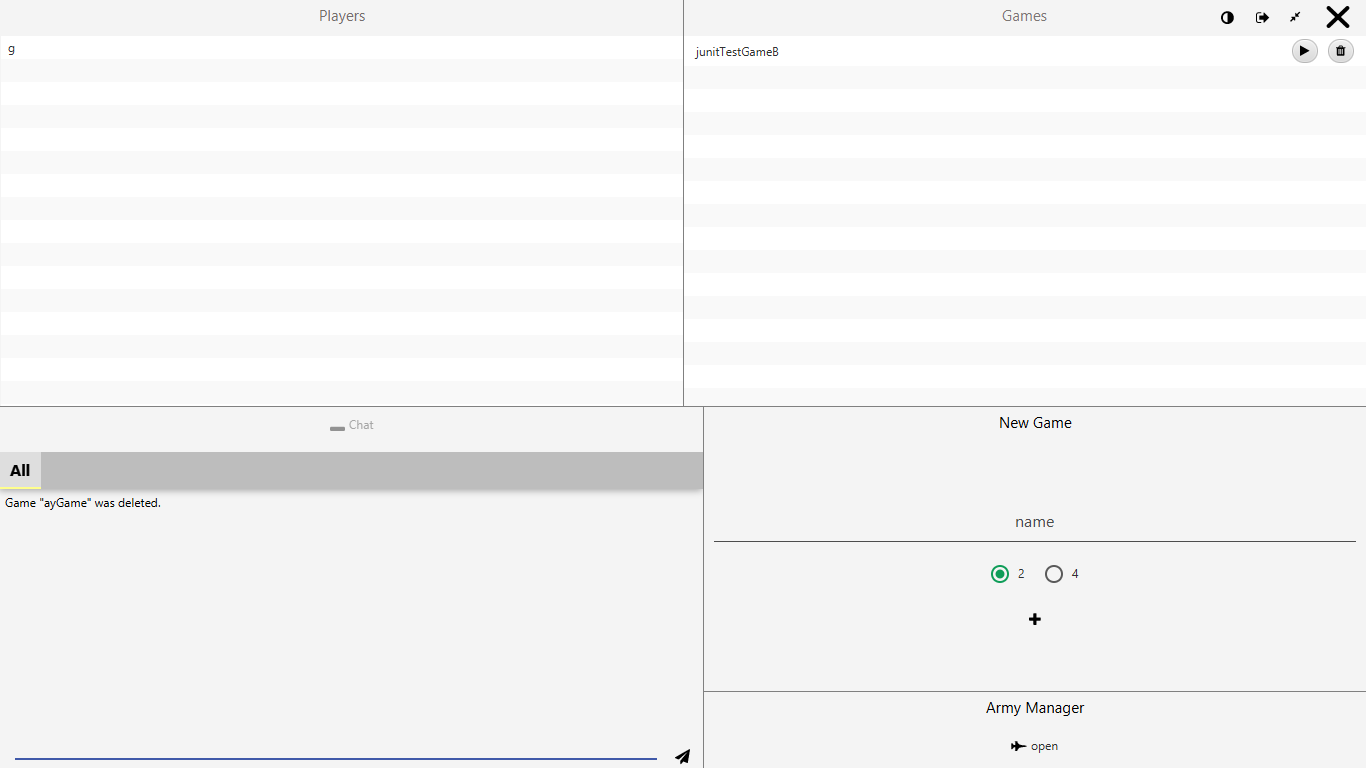 Players
Games
g
junitTestGameB
Chat
All
Game "ayGame" was deleted.
New Game
name
2
4
Army Manager
open